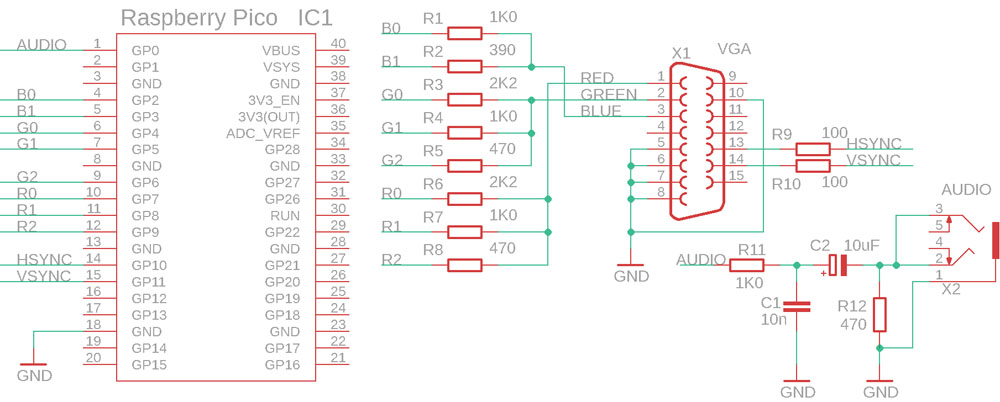 Raspberry Pico IC1
AUDIO 1 GP0 VBUS 40
2 GP1 VSYS 39
3 GND GND 38
B0 4 GP2 3V3_EN 37
B1 5 GP3 3V3(OUT) 36
G0 6 GP4 ADC_VREF 35
G1 7 GP5 GP28 34
8 GND GND 33
G2 9 GP6 GP27 32
R0 10 GP7 GP26 31
R1 11 GP8 RUN 30
R2 12 GP9 GP22 29
13 GND GND 28
HSYNC 14 GP10 GP21 27
VSYNC 15 GP11 GP20 26
16 GP12 GP19 25
17 GP13 GP18 24
18 GND GND 23
19 GP14 GP17 22
20 GP15 GP16 21
GND
B0 R1 1K0
B1 R2 390
G0 R3 2K2
G1 R4 1K0
G2 R5 470
R0 R6 2K2
R1 R7 1K0
R2 R8 470
X1 VGA
RED 1 9
GREEN 2 10
BLUE 3 11
4 12
5 13
6 14
7 15
8
GND
R9 100 HSYNC
R10 100 VSYNC
AUDIO R11 1K0
C1 10n
GND
C2 10uF
+
R12 470
GND
AUDIO
3
5
4
2
1
X2